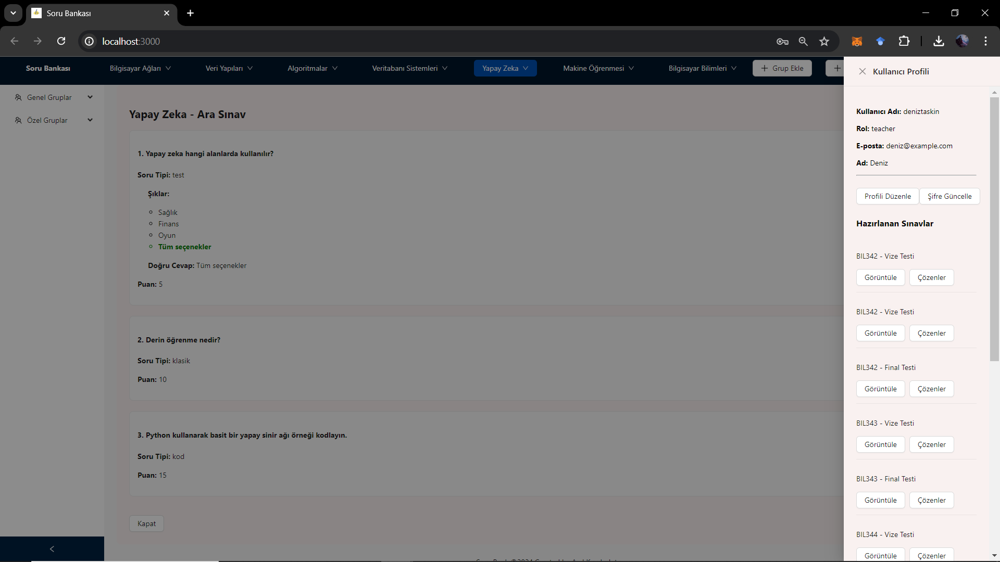 Soru Bankası
localhost:3000
Soru Bankası
Bilgisayar Ağları
Veri Yapıları
Algoritmalar
Veritabanı Sistemleri
Yapay Zeka
Makine Öğrenmesi
Bilgisayar Bilimleri
+ Grup Ekle
+
Genel Gruplar
Özel Gruplar
Yapay Zeka - Ara Sınav
1. Yapay zeka hangi alanlarda kullanılır?
Soru Tipi: test
Şıklar:
Sağlık
Finans
Oyun
Tüm seçenekler
Doğru Cevap: Tüm seçenekler
Puan: 5
2. Derin öğrenme nedir?
Soru Tipi: klasik
Puan: 10
3. Python kullanarak basit bir yapay sinir ağı örneği kodlayın.
Soru Tipi: kod
Puan: 15
Kapat
Kullanıcı Profili
Kullanıcı Adı: deniztaskin
Rol: teacher
E-posta: deniz@example.com
Ad: Deniz
Profili Düzenle
Şifre Güncelle
Hazırlanan Sınavlar
BIL342 - Vize Testi
Görüntüle
Çözenler
BIL342 - Vize Testi
Görüntüle
Çözenler
BIL342 - Final Testi
Görüntüle
Çözenler
BIL343 - Vize Testi
Görüntüle
Çözenler
BIL343 - Final Testi
Görüntüle
Çözenler
BIL344 - Vize Testi
Görüntüle
Çözenler